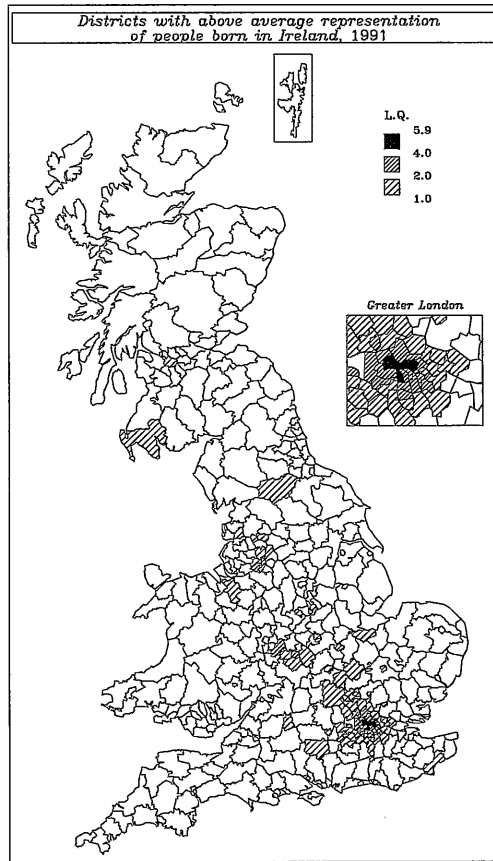 Districts with above average representation
of people born in Ireland, 1991
L.Q.
5.9
4.0
2.0
1.0
Greater London